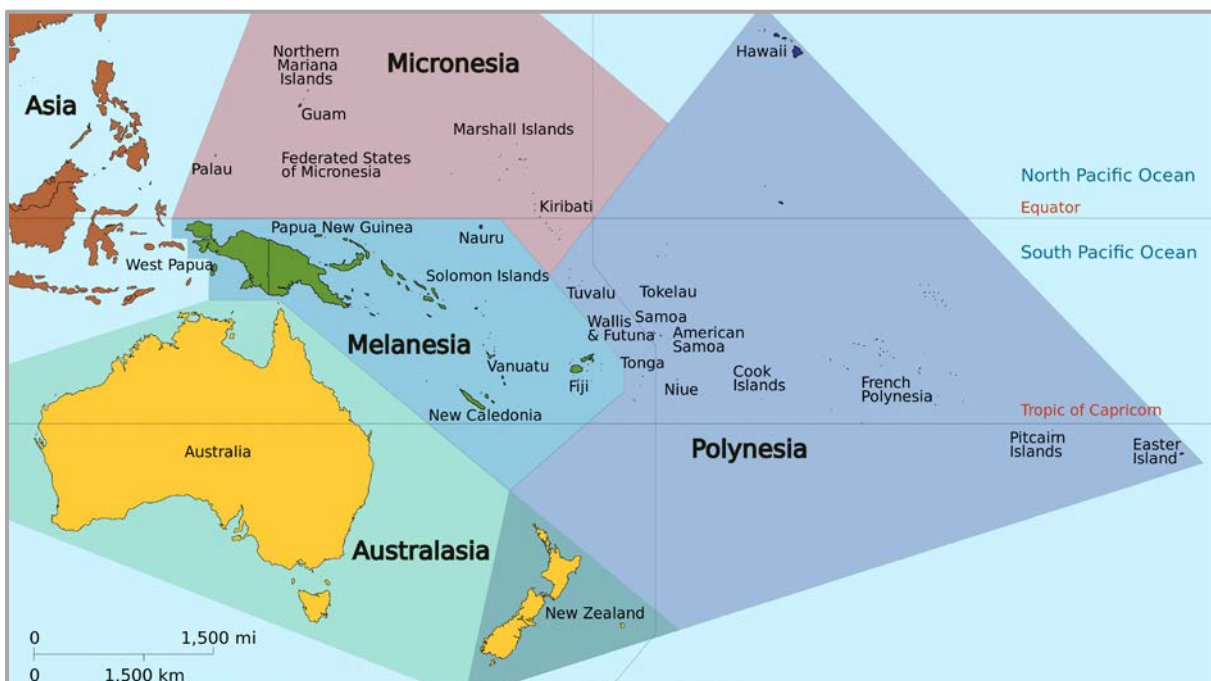 Hawaii
Northern
Mariana
Islands
Micronesia
Asia
Guam
Marshall Islands
Palau
Federated States
of Micronesia
North Pacific Ocean
Kiribati
Equator
Papua New Guinea
Nauru
West Papua
South Pacific Ocean
Solomon Islands
Tuvalu
Tokelau
Wallis
& Futuna
Samoa
American
Samoa
Melanesia
Vanuatu
Tonga
Fiji
Niue
Cook
Islands
French
Polynesia
New Caledonia
Tropic of Capricorn
Australia
Polynesia
Pitcairn
Islands
Easter
Island
Australasia
New Zealand
0 1,500 mi
0 1,500 km